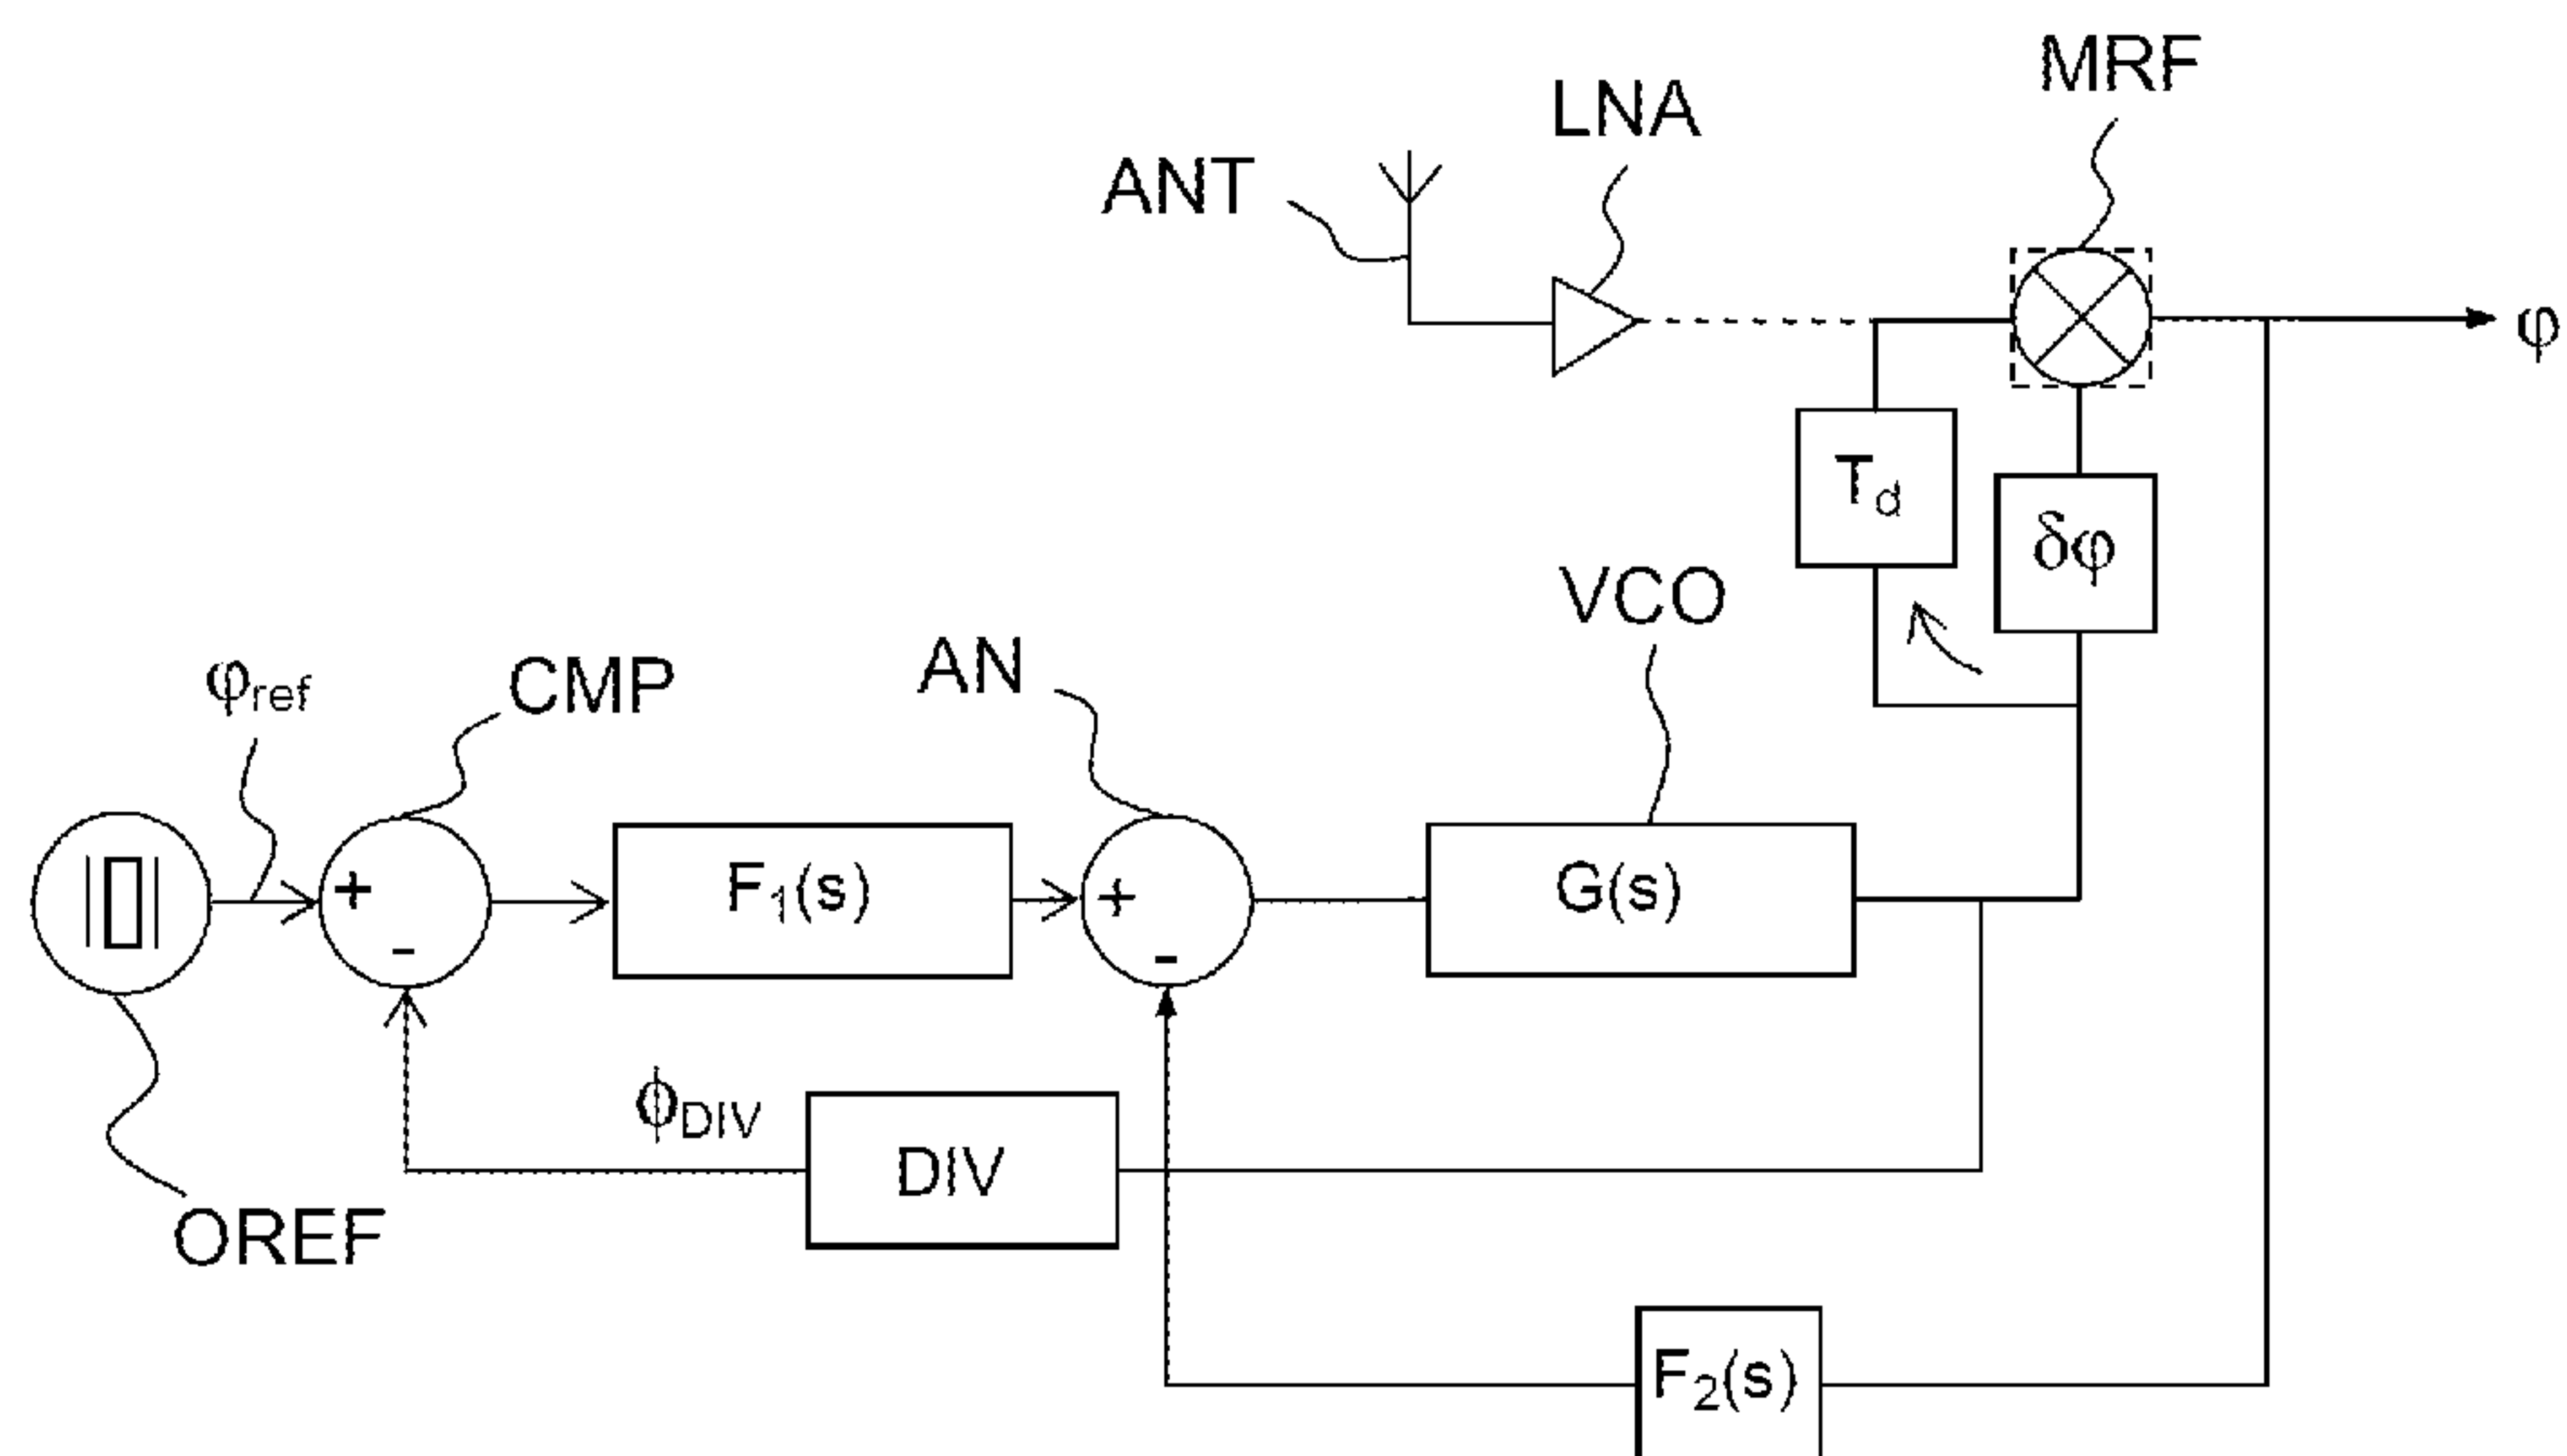 MRF
LNA
ANT
φ
T_d
δφ
VCO
AN
CMP
φ_ref
+
-
F_1(s)
+
-
G(s)
ϕ_DIV
DIV
OREF
F_2(s)